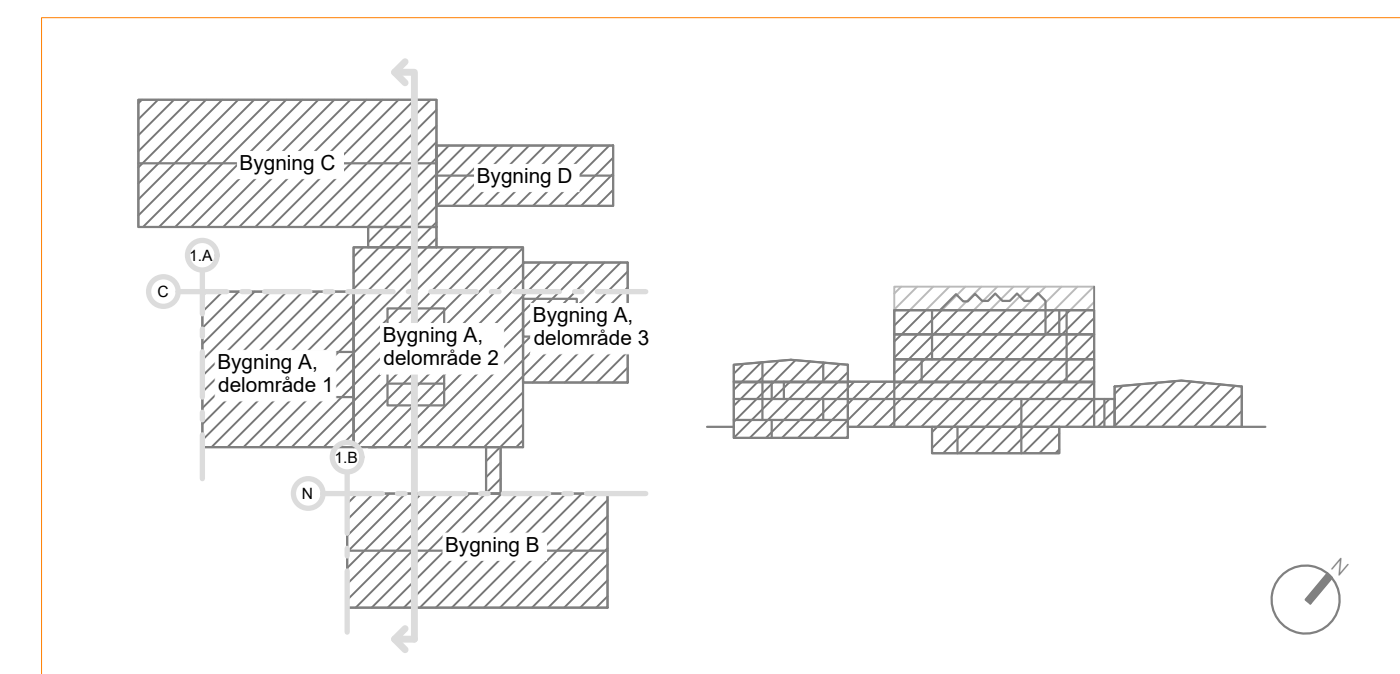 Bygning C
Bygning D
1.A
C
Bygning A,
delområde 1
Bygning A,
delområde 2
Bygning A,
delområde 3
1.B
N
Bygning B
N